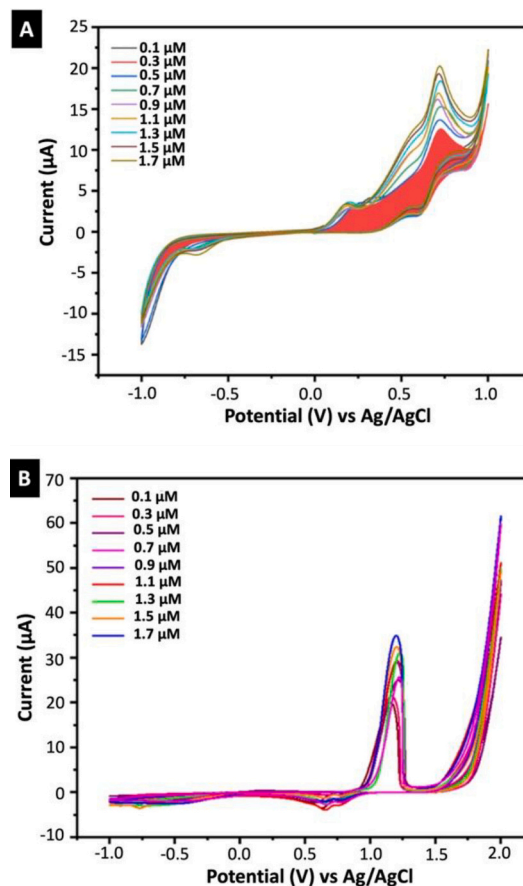 A
25
20
15
10
5
0
-5
-10
-15
0.1 µM
0.3 µM
0.5 µM
0.7 µM
0.9 µM
1.1 µM
1.3 µM
1.5 µM
1.7 µM
Current (µA)
-1.0 -0.5 0.0 0.5 1.0
Potential (V) vs Ag/AgCl
B
70
60
50
40
30
20
10
0
-10
0.1 µM
0.3 µM
0.5 µM
0.7 µM
0.9 µM
1.1 µM
1.3 µM
1.5 µM
1.7 µM
Current (µA)
-1.0 -0.5 0.0 0.5 1.0 1.5 2.0
Potential (V) vs Ag/AgCl